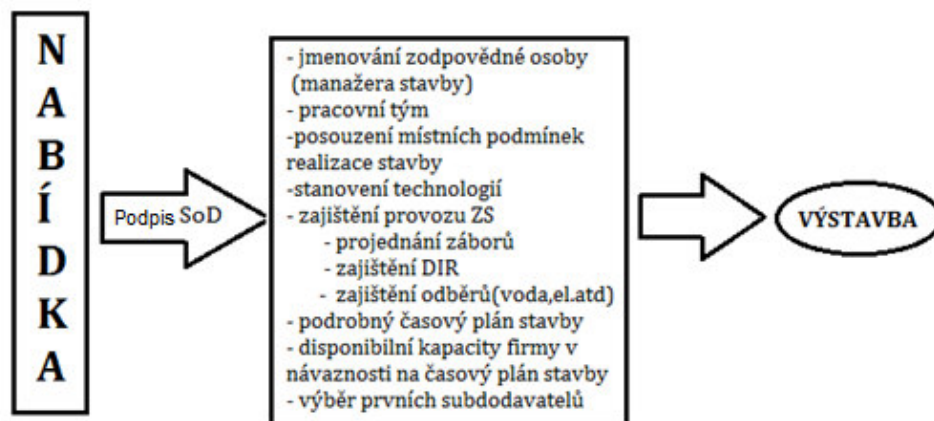 NABÍDKA
Podpis SoD
- jmenování zodpovědné osoby
(manažera stavby)
- pracovní tým
-posouzení místních podmínek
realizace stavby
-stanovení technologií
- zajištění provozu ZS
- projednání záborů
- zajištění DIR
- zajištění odběrů(voda,el.atd)
- podrobný časový plán stavby
- disponibilní kapacity firmy v
návaznosti na časový plán stavby
- výběr prvních subdodavatelů
VÝSTAVBA